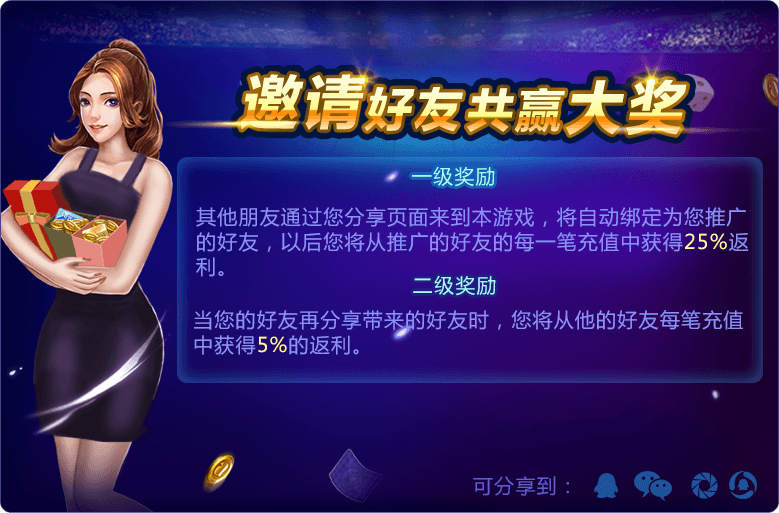 邀请好友共赢大奖
一级奖励
其他朋友通过您分享页面来到本游戏，将自动绑定为您推广
的好友，以后您将从推广的好友的每一笔充值中获得25%返
利。
二级奖励
当您的好友再分享带来的好友时，您将从他的好友每笔充值
中获得5%的返利。
可分享到：